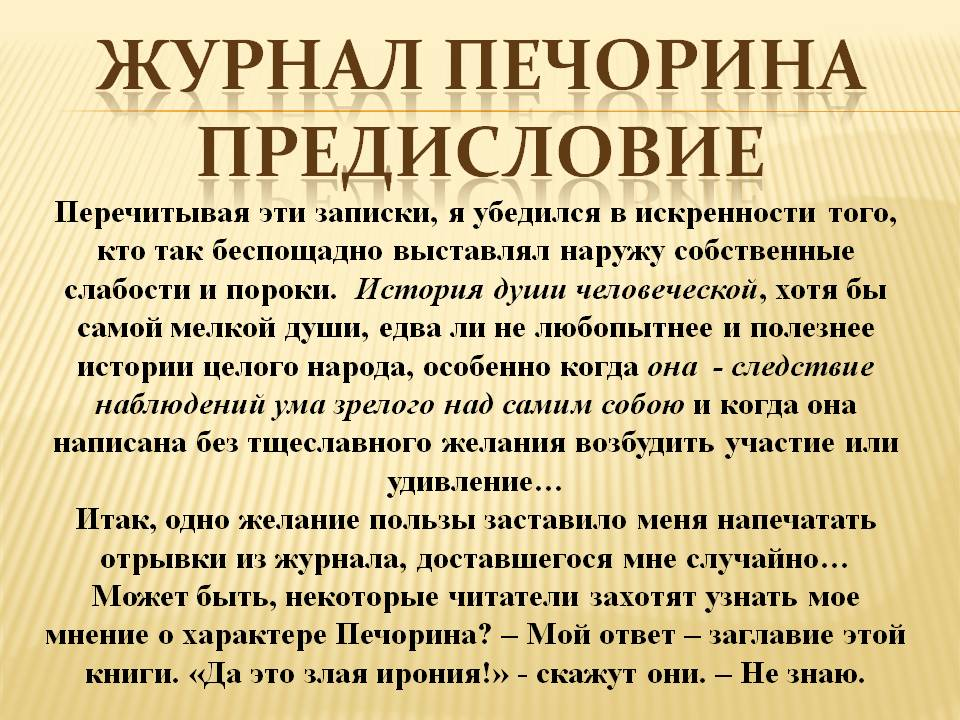 ЖУРНАЛ ПЕЧОРИНА
ПРЕДИСЛОВИЕ
Перечитывая эти записки, я убедился в искренности того,
кто так беспощадно выставлял наружу собственные
слабости и пороки. История души человеческой, хотя бы
самой мелкой души, едва ли не любопытнее и полезнее
истории целого народа, особенно когда она - следствие
наблюдений ума зрелого над самим собою и когда она
написана без тщеславного желания возбудить участие или
удивление…
Итак, одно желание пользы заставило меня напечатать
отрывки из журнала, доставшегося мне случайно…
Может быть, некоторые читатели захотят узнать мое
мнение о характере Печорина? – Мой ответ – заглавие этой
книги. «Да это злая ирония!» - скажут они. – Не знаю.